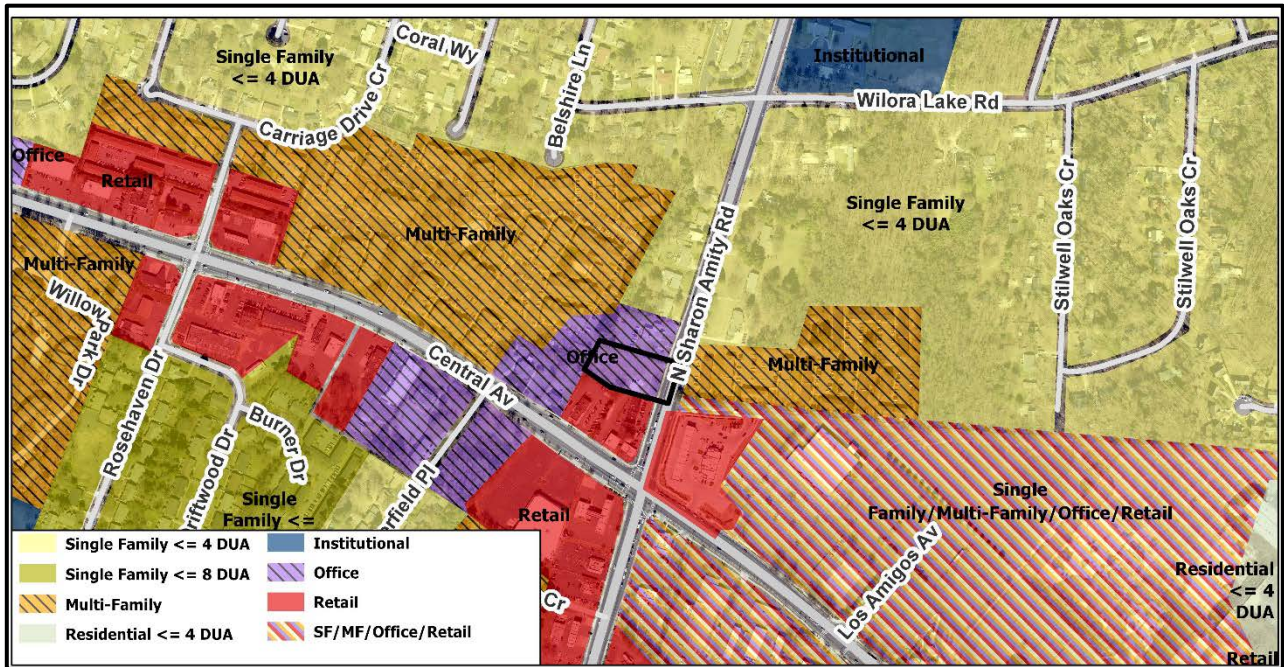 Coral Wy
Single Family
<= 4 DUA
Belshire Ln
Institutional
Wilora Lake Rd
Carriage Drive Cr
Office
Retail
Single Family
<= 4 DUA
Multi-Family
Stilwell Oaks Cr
Stilwell Oaks Cr
N Sharon Amity Rd
Multi-Family
Willow Park Dr
Office
Multi-Family
Central Av
Rosehaven Dr
Burner Dr
riftwood Dr
Single
Family <=
erfield Pl
Retail
Single
Family/Multi-Family/Office/Retail
Los Amigos Av
Residential
<= 4
DUA
Cr
Retail
Single Family <= 4 DUA
Single Family <= 8 DUA
Multi-Family
Residential <= 4 DUA
Institutional
Office
Retail
SF/MF/Office/Retail